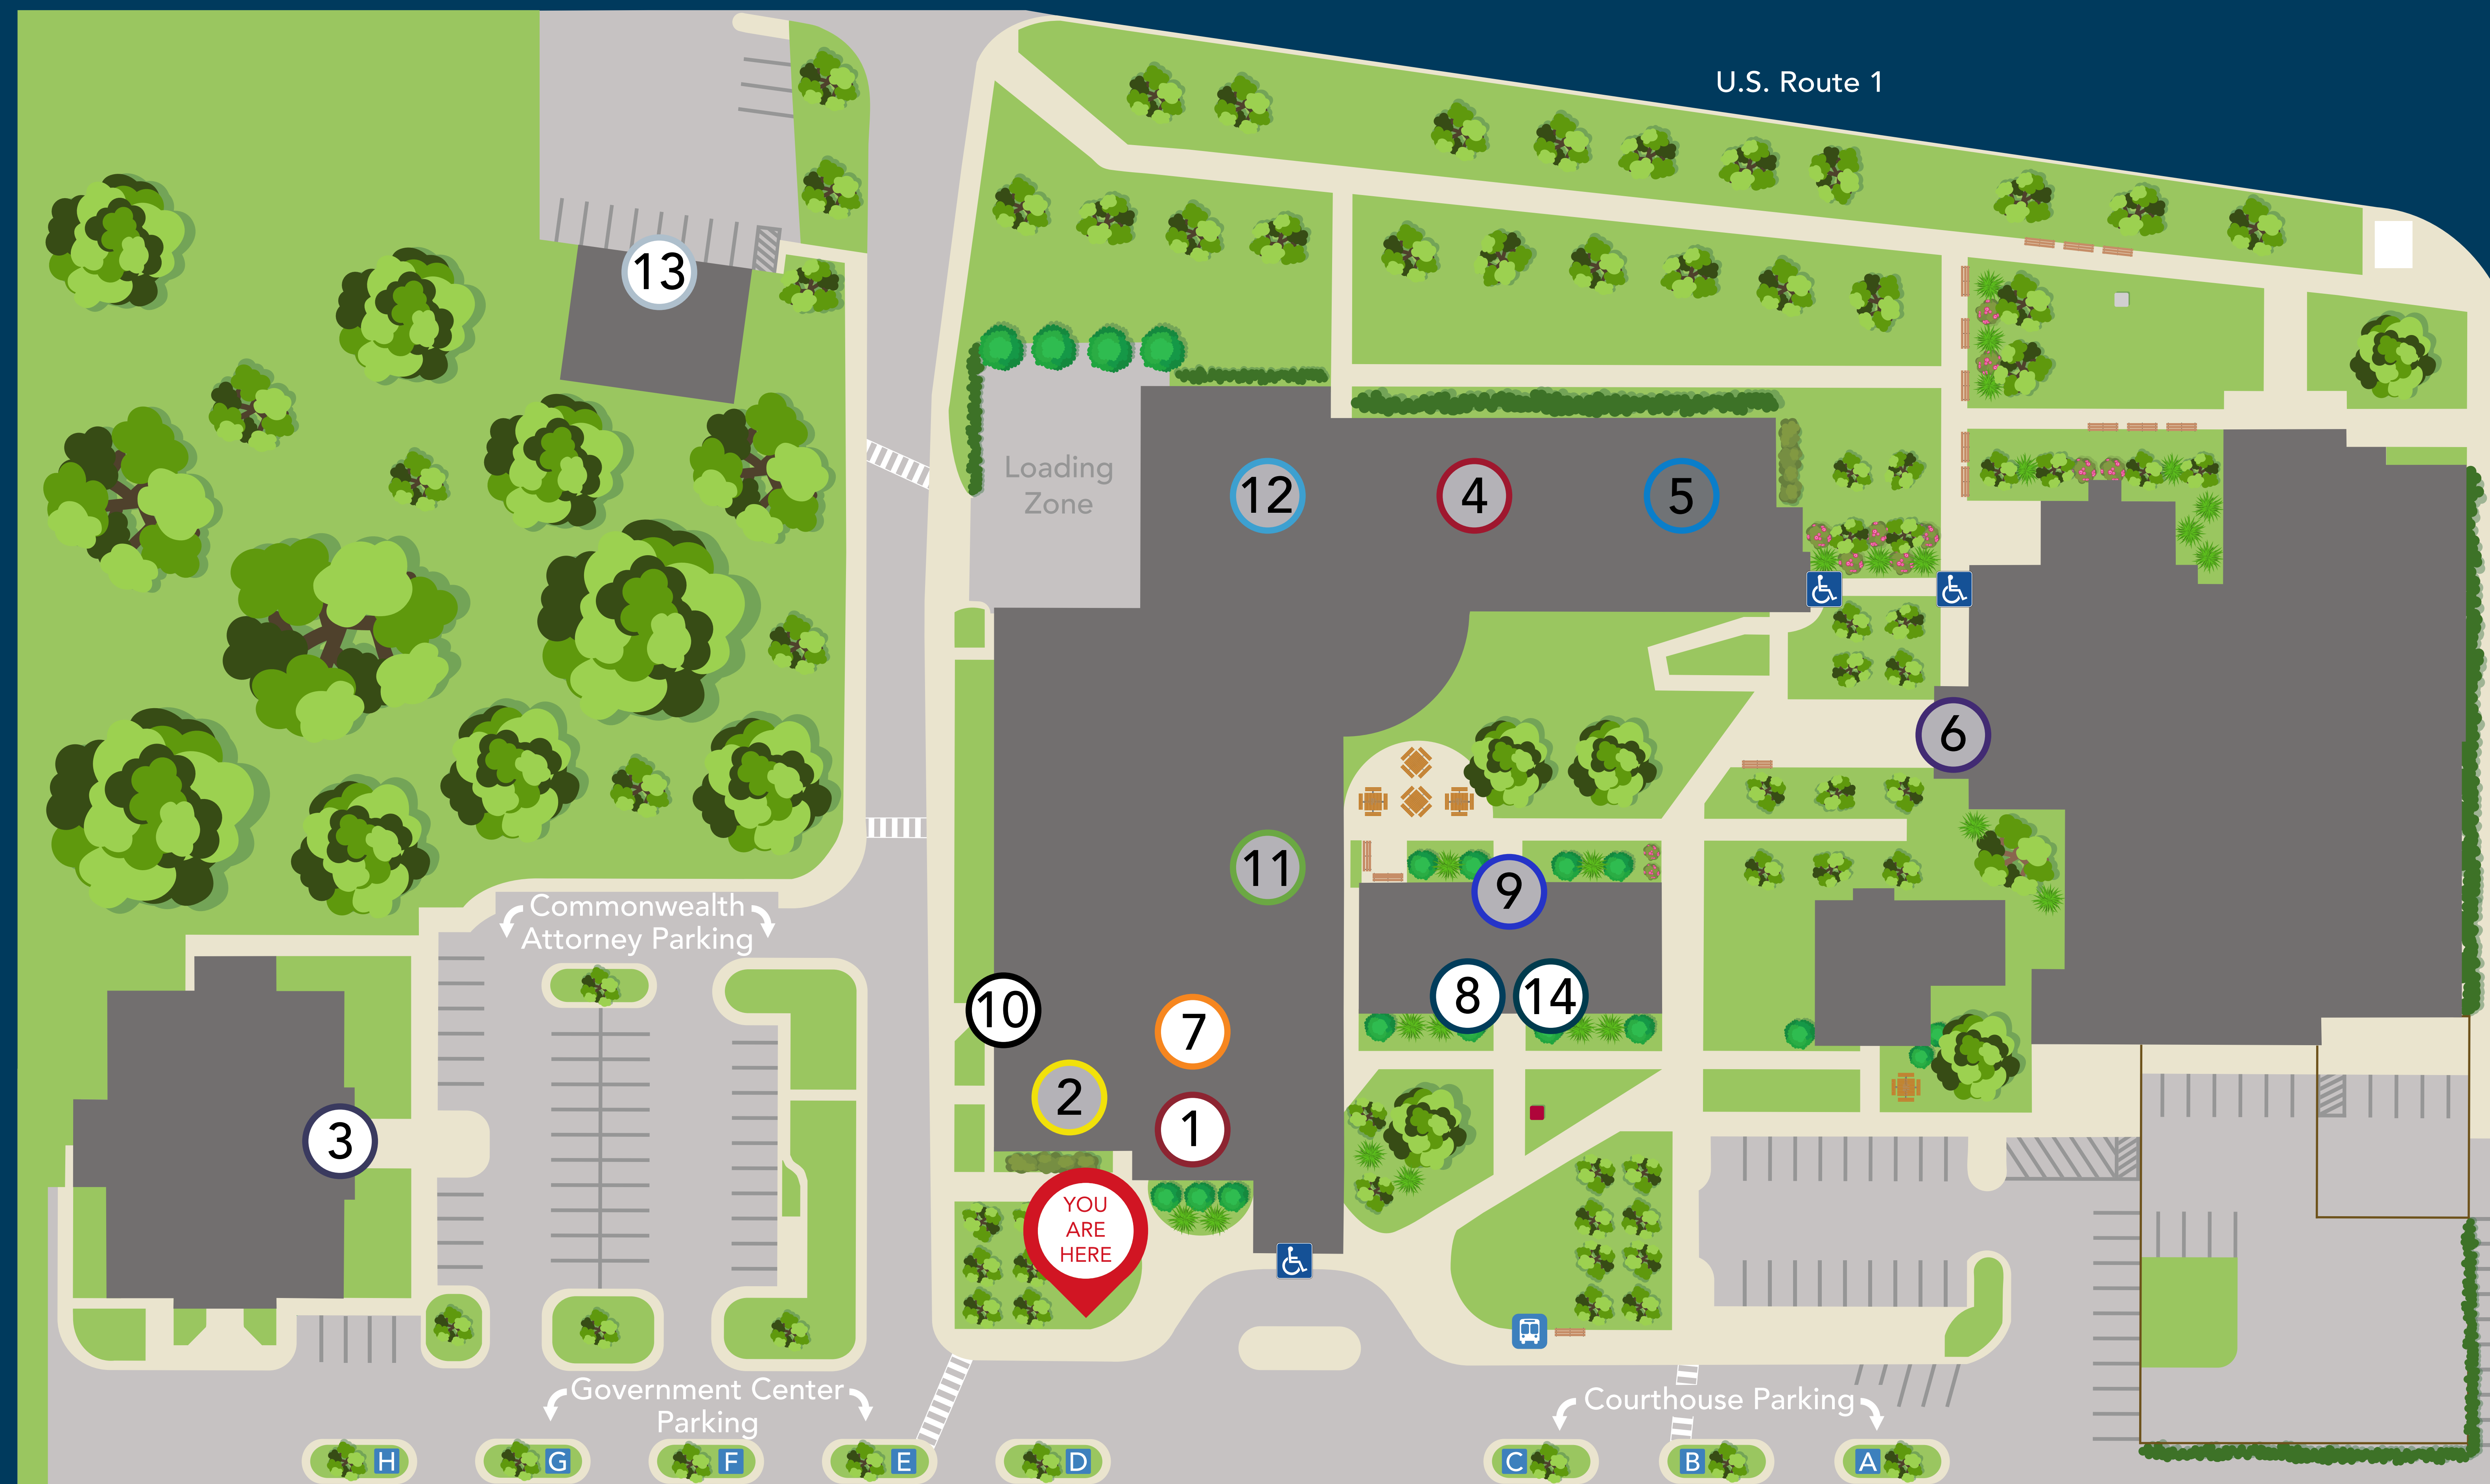 U.S. Route 1
13
Loading
Zone
12
4
5
6
11
9
Commonwealth
Attorney Parking
10
7
8
14
2
1
3
YOU
ARE
HERE
Government Center
Parking
Courthouse Parking
H
G
F
E
D
C
B
A